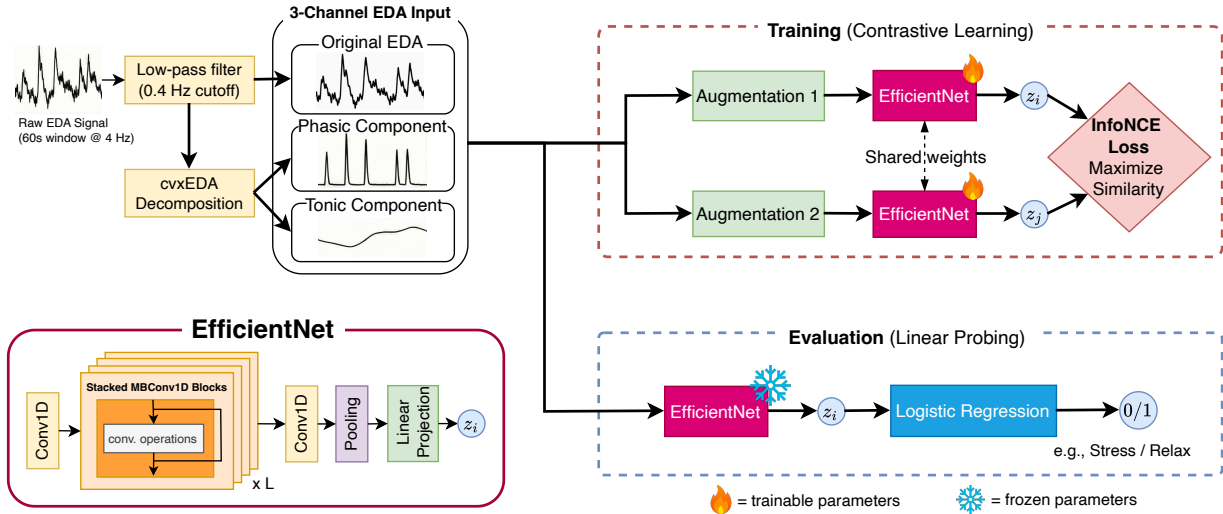 3-Channel EDA Input
Original EDA
Phasic Component
Tonic Component
Raw EDA Signal
(60s window @ 4 Hz)
Low-pass filter
(0.4 Hz cutoff)
cvxEDA
Decomposition
Training (Contrastive Learning)
Augmentation 1
EfficientNet
z_i
Shared weights
Augmentation 2
EfficientNet
z_j
InfoNCE
Loss
Maximize
Similarity
EfficientNet
Conv1D
Stacked MBConv1D Blocks
conv. operations
x L
Conv1D
Pooling
Linear
Projection
z_i
Evaluation (Linear Probing)
EfficientNet
z_i
Logistic Regression
0/1
e.g., Stress / Relax
= trainable parameters
= frozen parameters